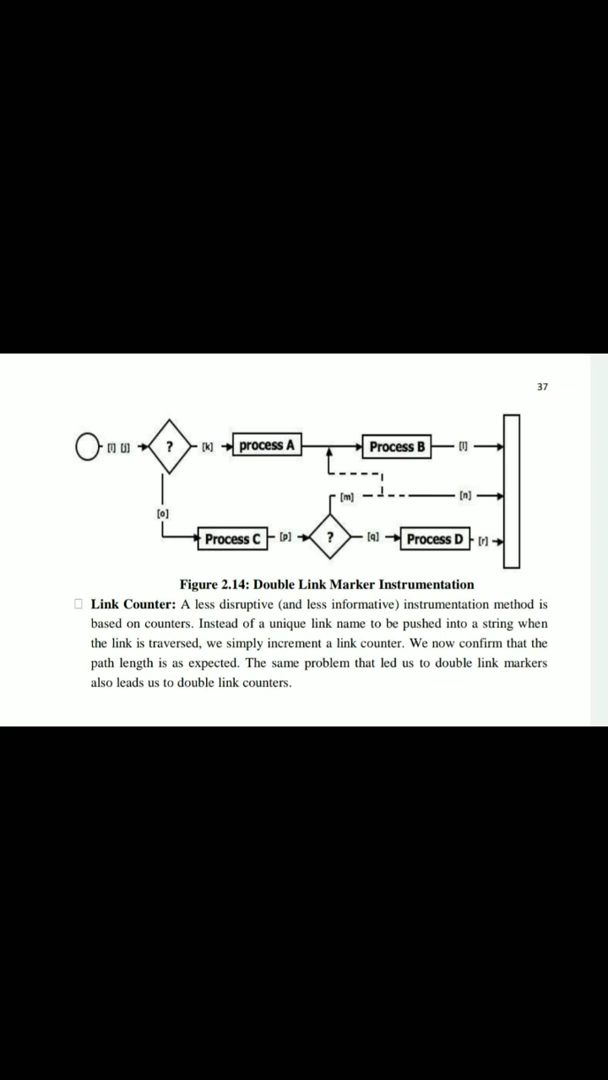 37
[i] [j] ? [k] process A Process B [l]
[m] [n]
[o]
Process C [p] ? [q] Process D [r]
Figure 2.14: Double Link Marker Instrumentation
Link Counter: A less disruptive (and less informative) instrumentation method is
based on counters. Instead of a unique link name to be pushed into a string when
the link is traversed, we simply increment a link counter. We now confirm that the
path length is as expected. The same problem that led us to double link markers
also leads us to double link counters.